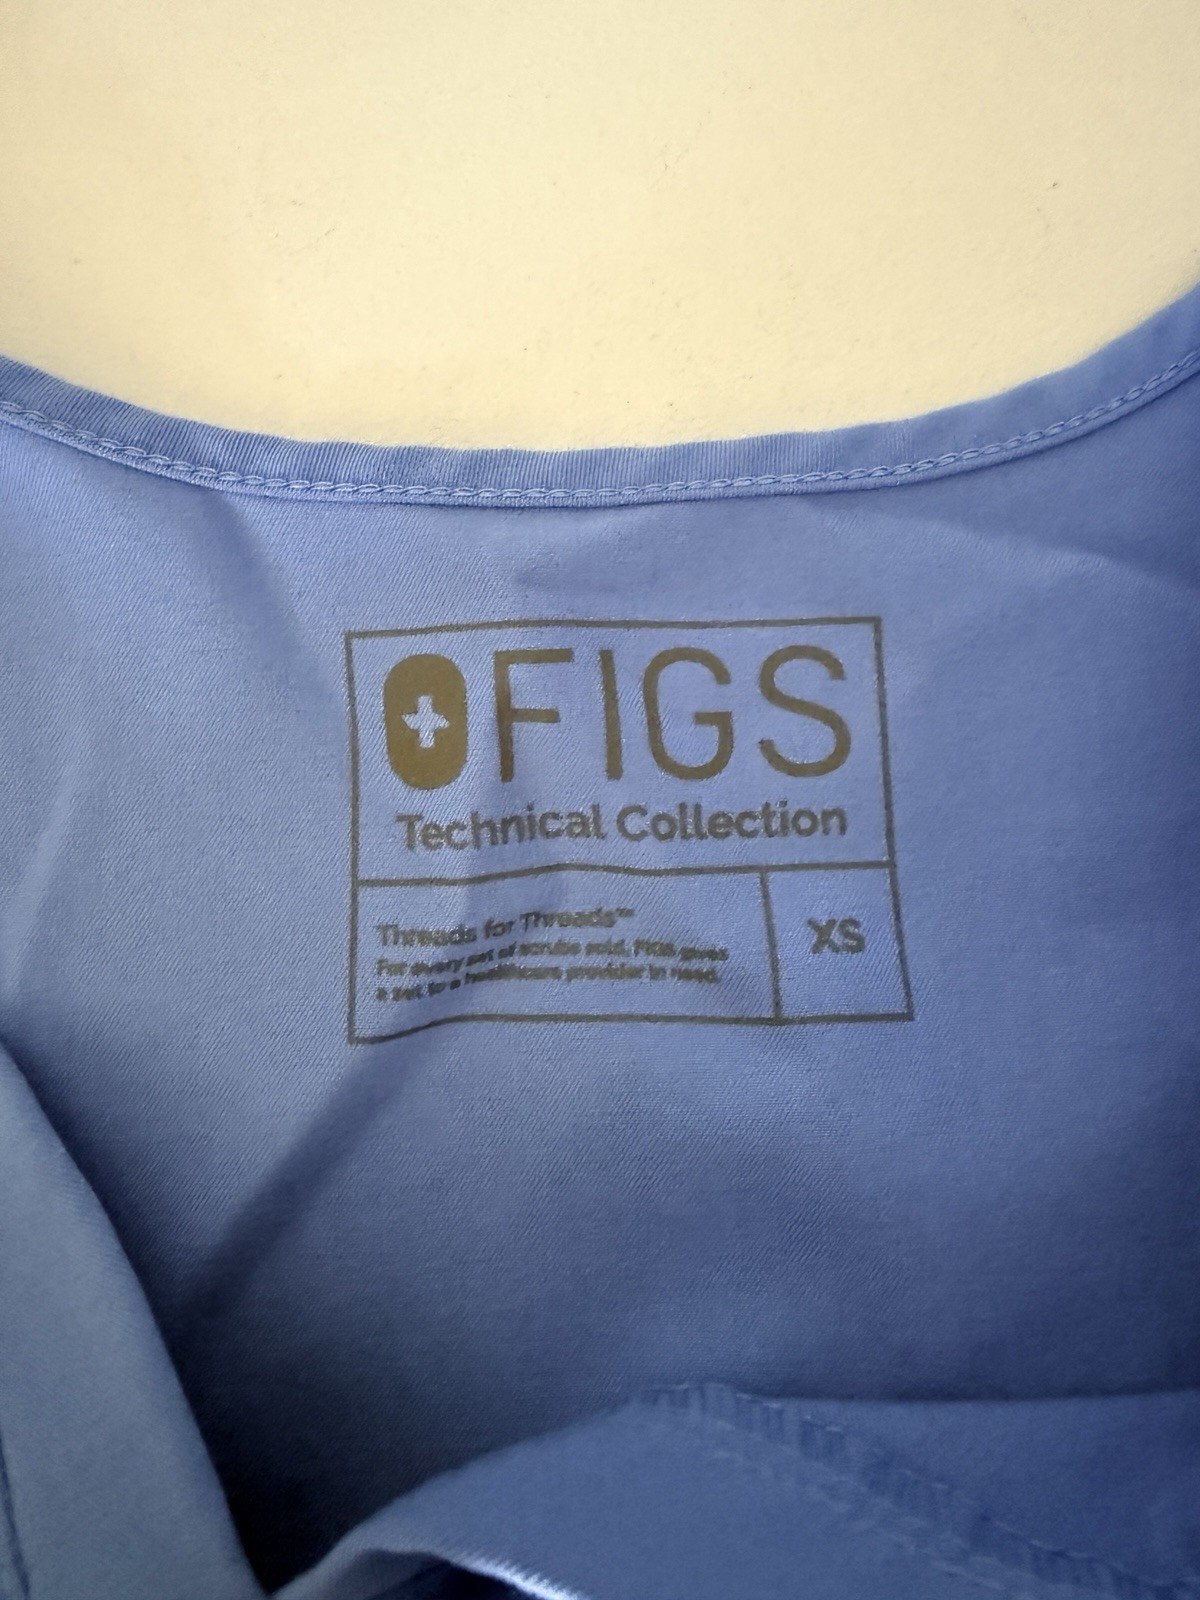 FIGS
Technical Collection
Threads for Threads™
For every set of scrubs sold, FIGS gives
a set to a healthcare provider in need.
XS